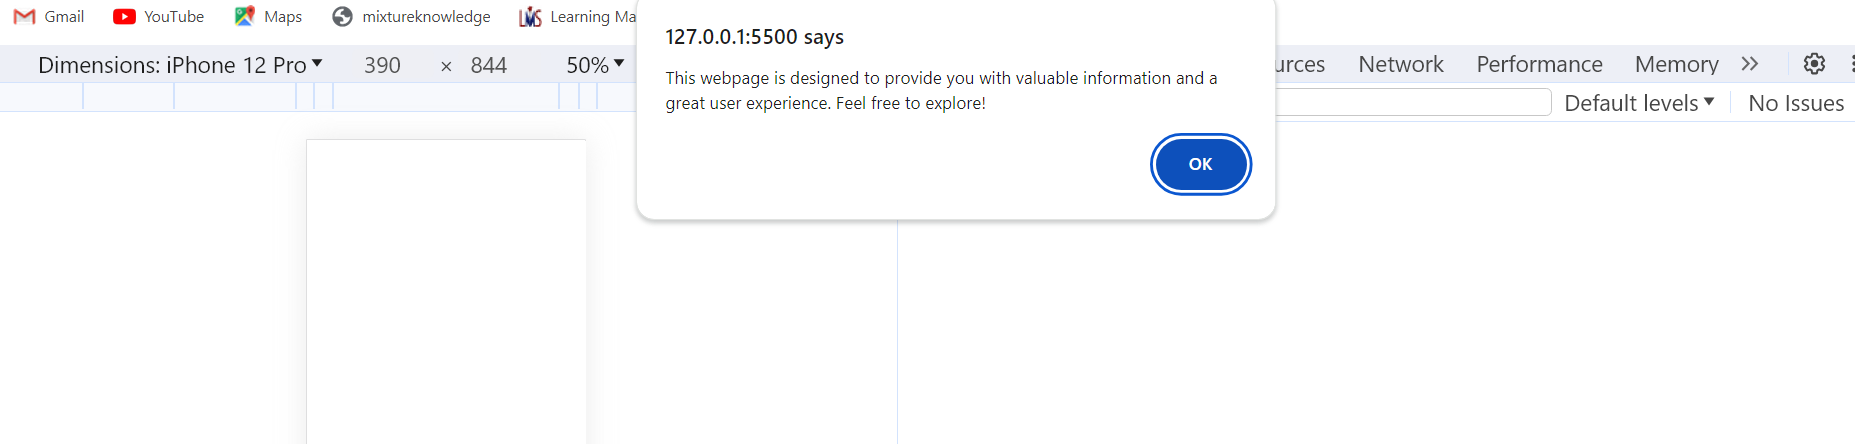 Gmail YouTube Maps mixtureknowledge Learning Ma
127.0.0.1:5500 says
Dimensions: iPhone 12 Pro 390 × 844 50% urces Network Performance Memory
This webpage is designed to provide you with valuable information and a
great user experience. Feel free to explore!
Default levels No Issues
OK